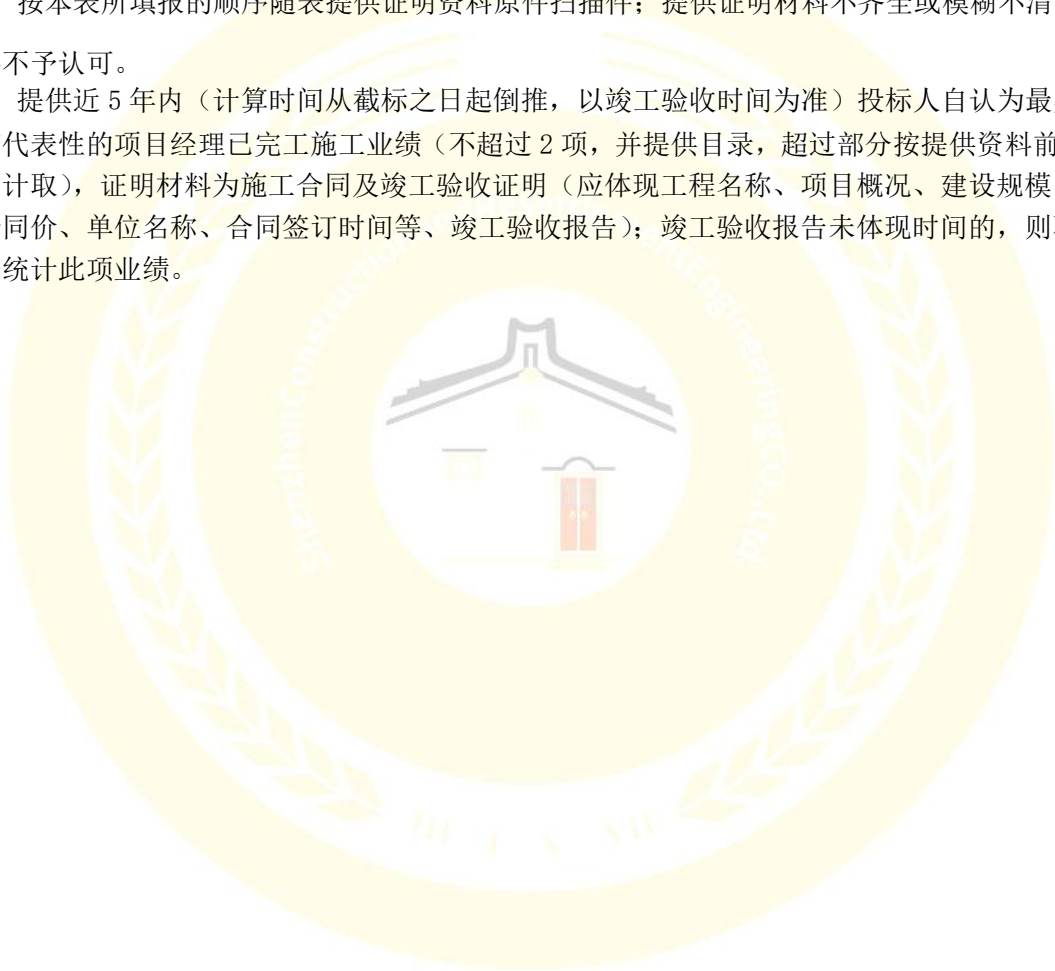 按本表所填报的顺序随表提供证明资料原件扫描件；提供证明材料不齐全或模糊不清
不予认可。
提供近 5 年内（计算时间从截标之日起倒推，以竣工验收时间为准）投标人自认为最
代表性的项目经理已完工施工业绩（不超过 2 项，并提供目录，超过部分按提供资料前
计取），证明材料为施工合同及竣工验收证明（应体现工程名称、项目概况、建设规模
同价、单位名称、合同签订时间等、竣工验收报告）；竣工验收报告未体现时间的，则
统计此项业绩。